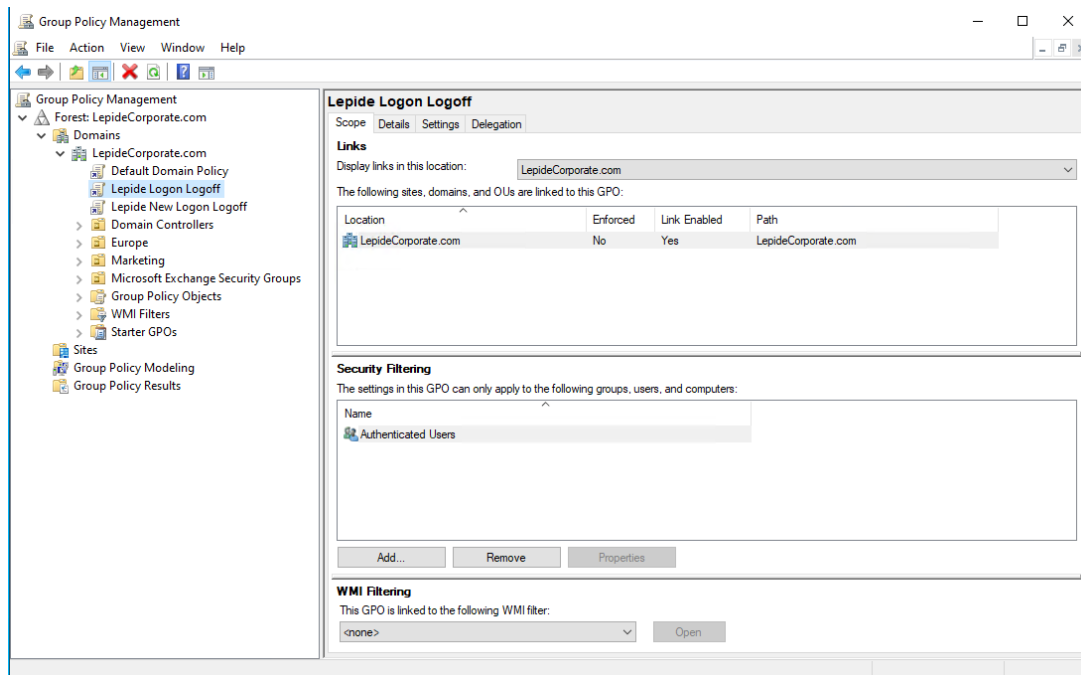 Group Policy Management
File Action View Window Help
Group Policy Management
Forest: LepideCorporate.com
Domains
LepideCorporate.com
Default Domain Policy
Lepide Logon Logoff
Lepide New Logon Logoff
Domain Controllers
Europe
Marketing
Microsoft Exchange Security Groups
Group Policy Objects
WMI Filters
Starter GPOs
Sites
Group Policy Modeling
Group Policy Results
Lepide Logon Logoff
Scope Details Settings Delegation
Links
Display links in this location: LepideCorporate.com
The following sites, domains, and OUs are linked to this GPO:
Location Enforced Link Enabled Path
LepideCorporate.com No Yes LepideCorporate.com
Security Filtering
The settings in this GPO can only apply to the following groups, users, and computers:
Name
Authenticated Users
Add... Remove Properties
WMI Filtering
This GPO is linked to the following WMI filter:
<none> Open